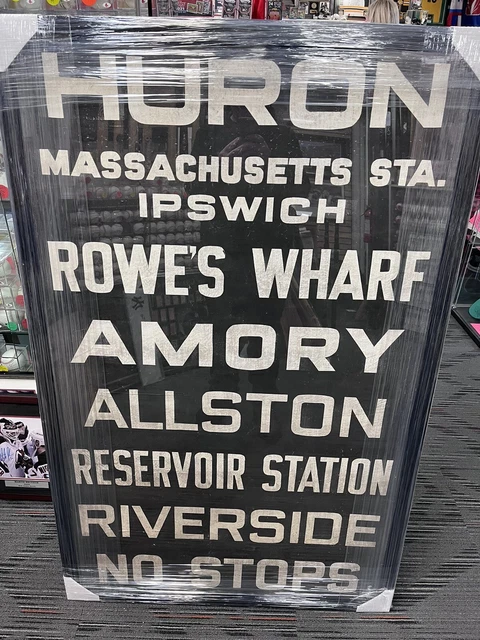 HURON
MASSACHUSETTS STA.
IPSWICH
ROWE'S WHARF
AMORY
ALLSTON
RESERVOIR STATION
RIVERSIDE
NO STOPS